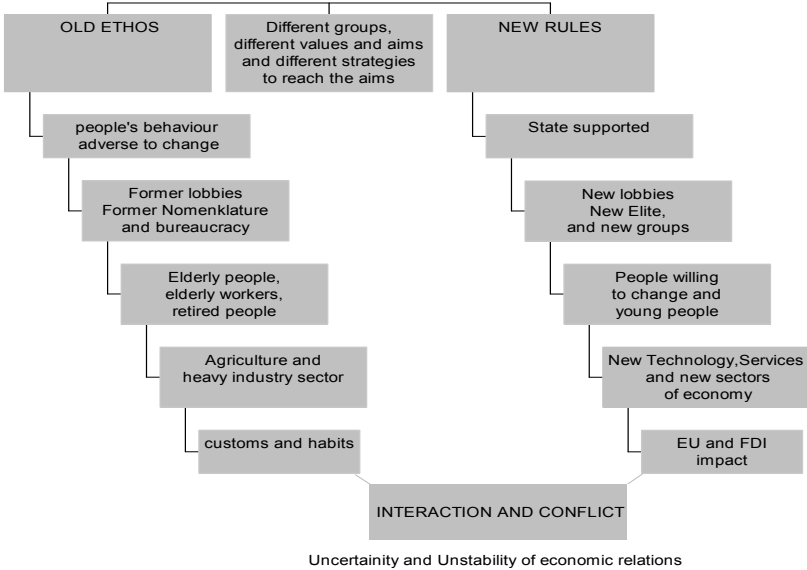 OLD ETHOS
Different groups,
different values and aims
and different strategies
to reach the aims
NEW RULES
people's behaviour
adverse to change
State supported
Former lobbies
Former Nomenklature
and bureaucracy
New lobbies
New Elite,
and new groups
Elderly people,
elderly workers,
retired people
People willing
to change and
young people
Agriculture and
heavy industry sector
New Technology,Services
and new sectors
of economy
customs and habits
EU and FDI
impact
INTERACTION AND CONFLICT
Uncertainity and Unstability of economic relations